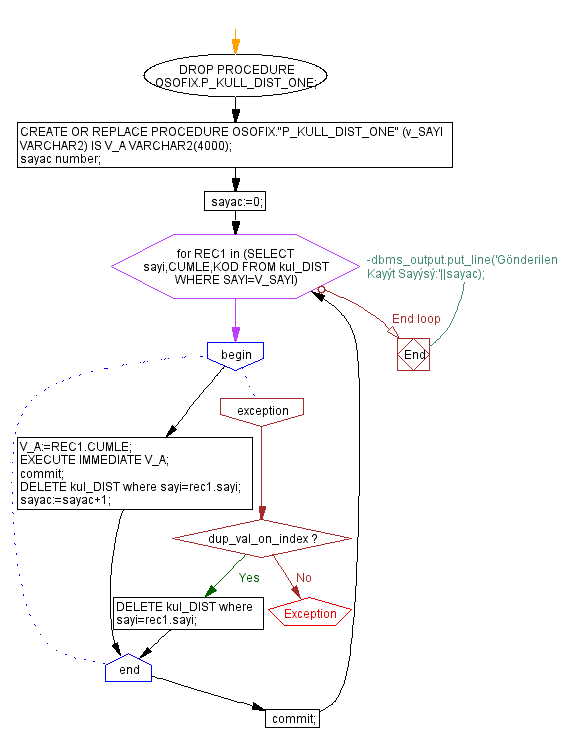 DROP PROCEDURE
OSOFIX.P_KULL_DIST_ONE;
CREATE OR REPLACE PROCEDURE OSOFIX."P_KULL_DIST_ONE" (v_SAYI
VARCHAR2) IS V_A VARCHAR2(4000);
sayac number;
sayac:=0;
for REC1 in (SELECT
sayi,CUMLE,KOD FROM kul_DIST
WHERE SAYI=V_SAYI)
-dbms_output.put_line('Gönderilen
Kayýt Sayýsý:'||sayac);
End loop
End
begin
exception
V_A:=REC1.CUMLE;
EXECUTE IMMEDIATE V_A;
commit;
DELETE kul_DIST where sayi=rec1.sayi;
sayac:=sayac+1;
dup_val_on_index ?
Yes
No
DELETE kul_DIST where
sayi=rec1.sayi;
Exception
end
commit;